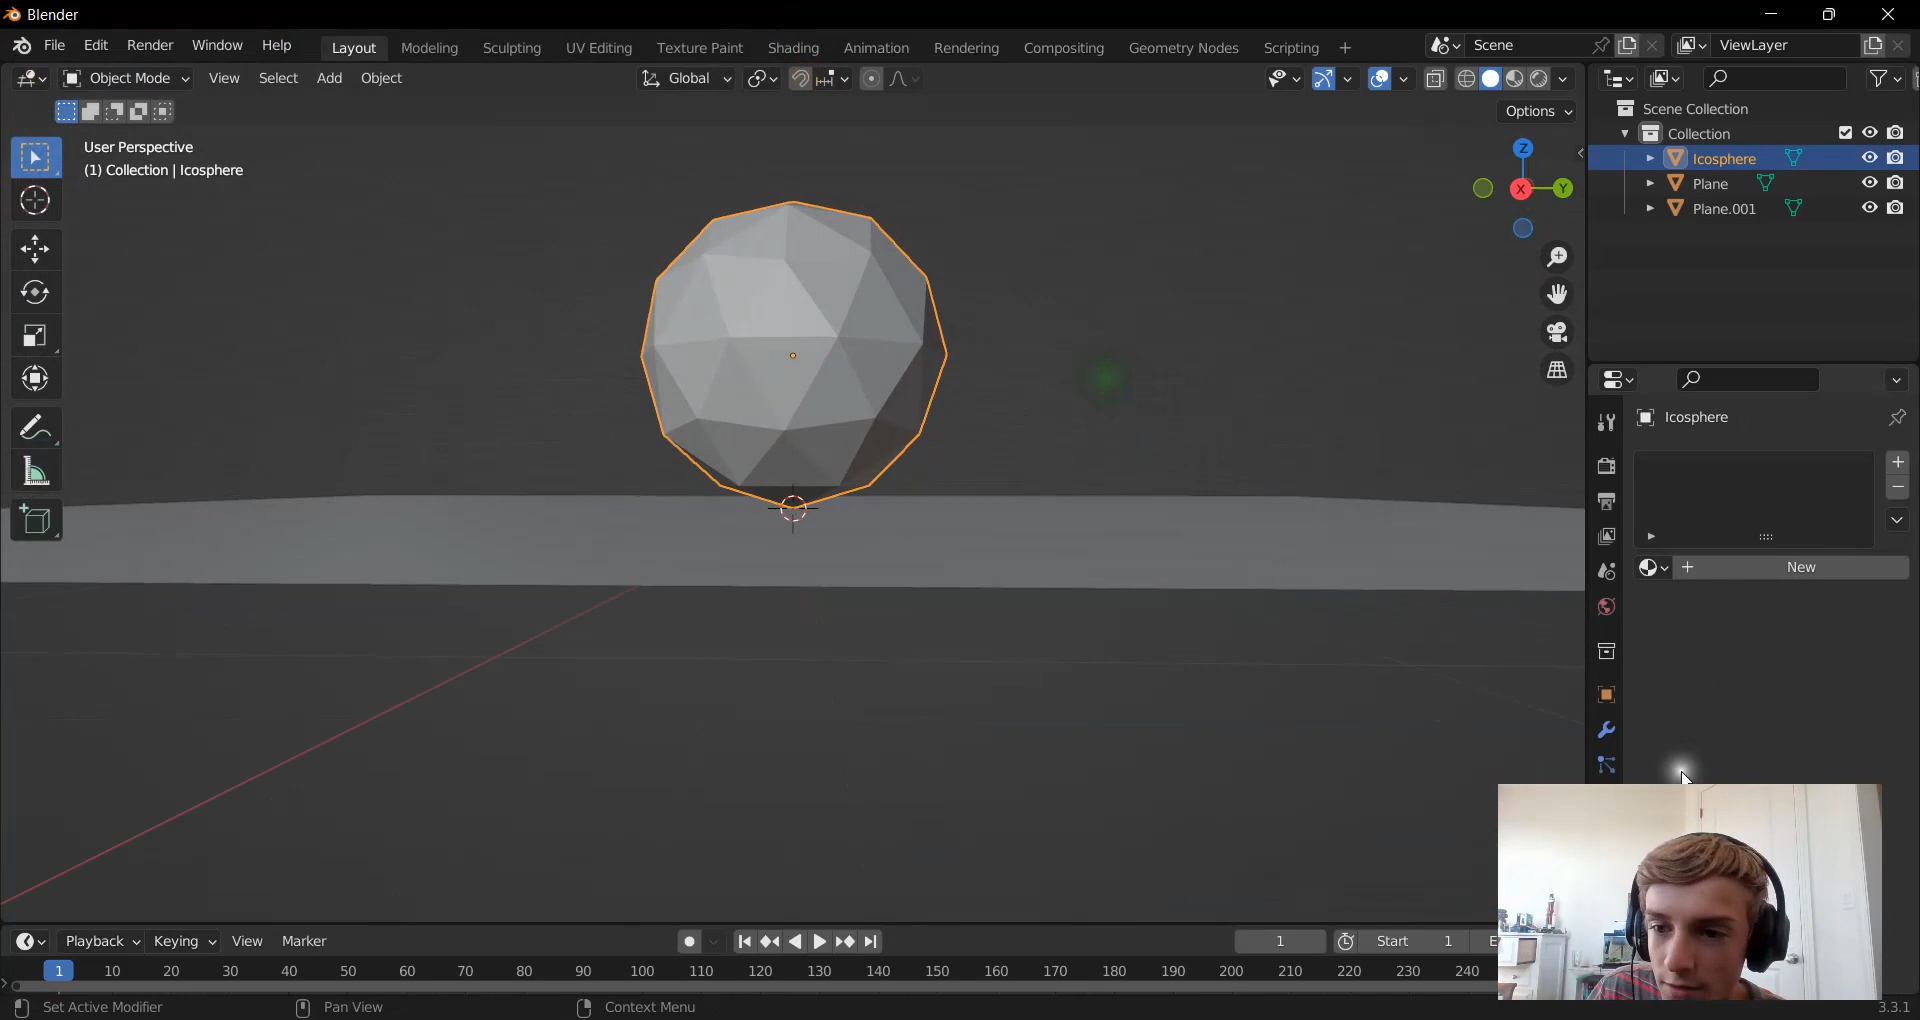 Blender
File Edit Render Window Help Layout Modeling Sculpting UV Editing Texture Paint Shading Animation Rendering Compositing Geometry Nodes Scripting + Scene ViewLayer
Object Mode View Select Add Object Global
Options
User Perspective
(1) Collection | Icosphere
Z
X
Y
Scene Collection
Collection
Icosphere
Plane
Plane.001
Icosphere
New
Playback Keying View Marker 1 Start 1
1 10 20 30 40 50 60 70 80 90 100 110 120 130 140 150 160 170 180 190 200 210 220 230 240
Set Active Modifier Pan View Context Menu 3.3.1